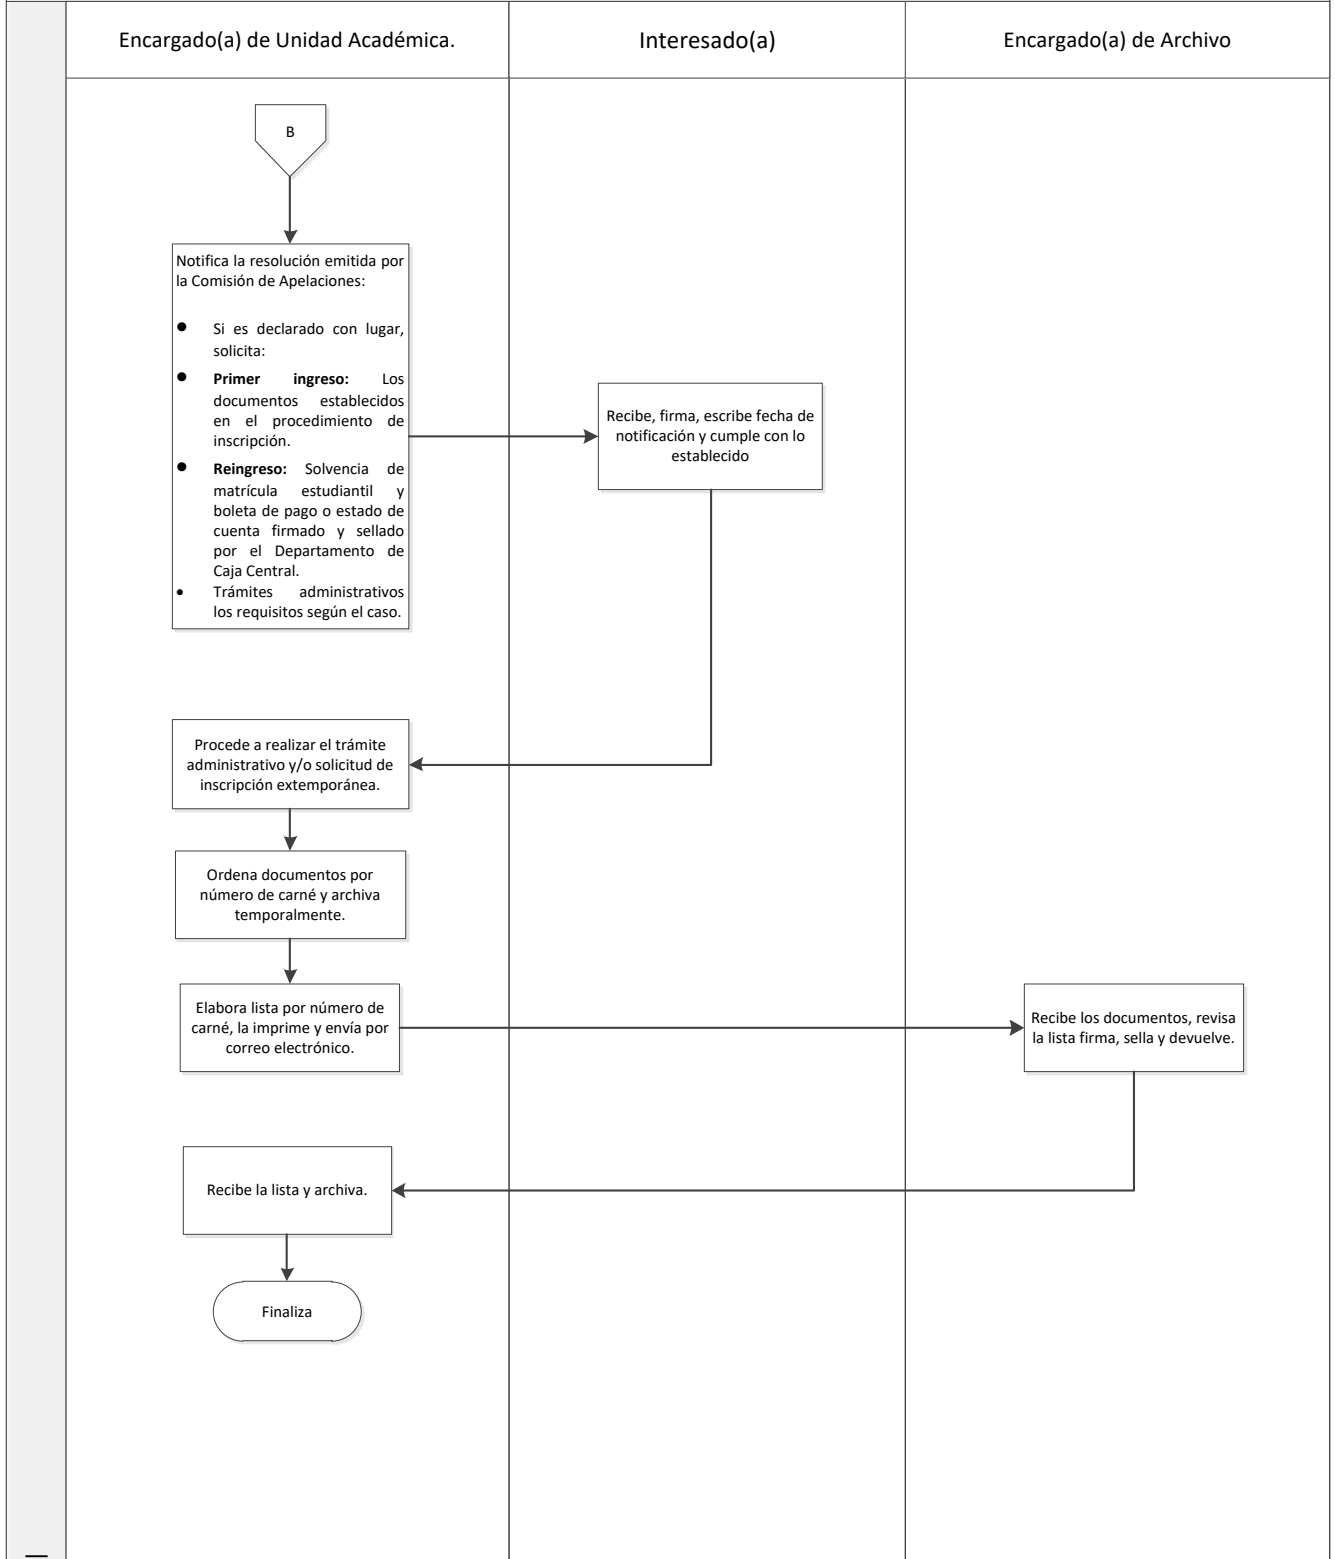 Encargado(a) de Unidad Académica.
Interesado(a)
Encargado(a) de Archivo
B
Notifica la resolución emitida por
la Comisión de Apelaciones:
● Si es declarado con lugar,
solicita:
● Primer ingreso: Los
documentos establecidos
en el procedimiento de
inscripción.
● Reingreso: Solvencia de
matrícula estudiantil y
boleta de pago o estado de
cuenta firmado y sellado
por el Departamento de
Caja Central.
• Trámites administrativos
los requisitos según el caso.
Recibe, firma, escribe fecha de
notificación y cumple con lo
establecido
Procede a realizar el trámite
administrativo y/o solicitud de
inscripción extemporánea.
Ordena documentos por
número de carné y archiva
temporalmente.
Elabora lista por número de
carné, la imprime y envía por
correo electrónico.
Recibe los documentos, revisa
la lista firma, sella y devuelve.
Recibe la lista y archiva.
Finaliza